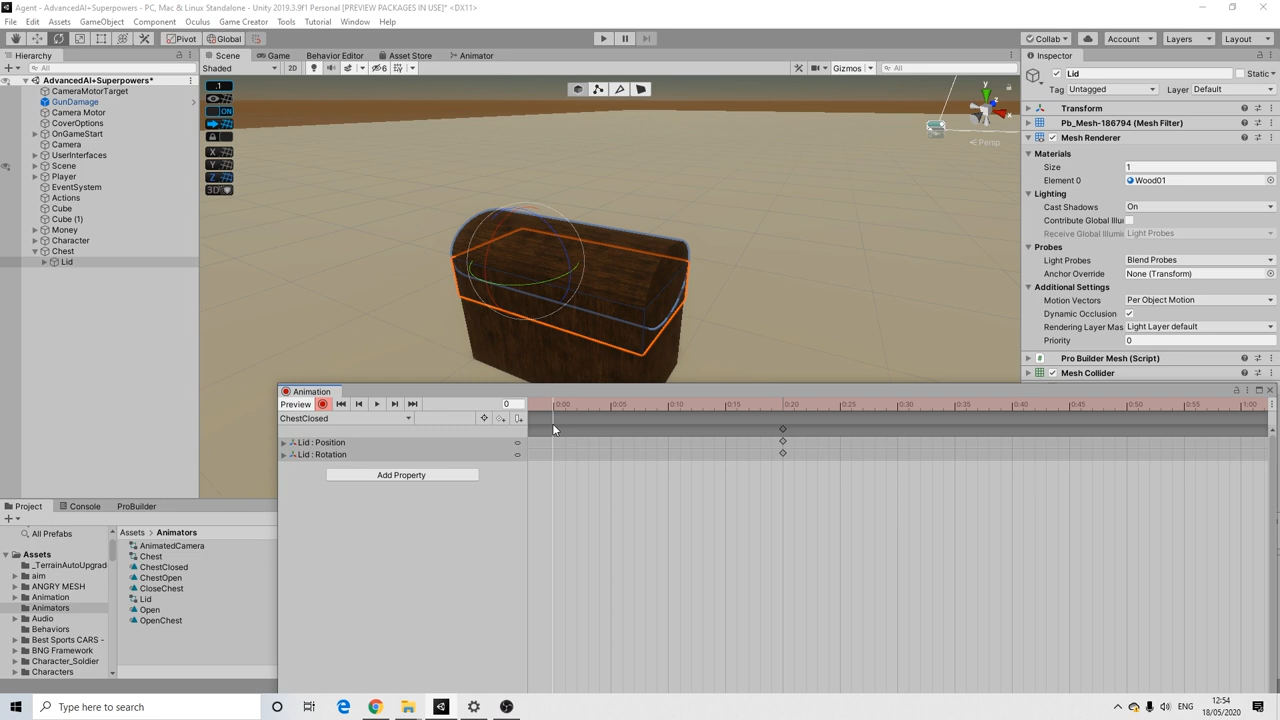 Agent - AdvancedAI+Superpowers - PC, Mac & Linux Standalone - Unity 2019.3.9f1 Personal [PREVIEW PACKAGES IN USE]* <DX11>
File Edit Assets GameObject Component Oculus Game Creator Tools Tutorial Window Help
Pivot Global Collab Account Layers Layout
Hierarchy Scene Game Behavior Editor Asset Store Animator Inspector
All Shaded 2D 6 Gizmos All Lid Static
AdvancedAI+Superpowers* .1 Tag Untagged Layer Default
CameraMotorTarget
GunDamage ON Transform
Camera Motor
CoverOptions Pb_Mesh-186794 (Mesh Filter)
OnGameStart y z x Mesh Renderer
Camera Persp
UserInterfaces X Materials
Scene Y Size 1
Player Z Element 0 Wood01
EventSystem 3D Lighting
Actions
Cube Cast Shadows On
Cube (1) Contribute Global Illu
Money Receive Global Illumi Light Probes
Character Probes
Chest Light Probes Blend Probes
Lid Anchor Override None (Transform)
Additional Settings
Motion Vectors Per Object Motion
Dynamic Occlusion
Rendering Layer Mas Light Layer default
Priority 0
Pro Builder Mesh (Script)
Mesh Collider
Animation
Preview 0 0:00 0:05 0:10 0:15 0:20 0:25 0:30 0:35 0:40 0:45 0:50 0:55 1:00
ChestClosed
Lid : Position
Lid : Rotation
Add Property
Project Console ProBuilder
All Prefabs Assets > Animators
Assets AnimatedCamera
_TerrainAutoUpgrad Chest
aim ChestClosed
ANGRY MESH ChestOpen
Animation CloseChest
Animators Lid
Audio Open
Behaviors OpenChest
Best Sports CARS -
BNG Framework
Character_Soldier
Characters
Type here to search ENG 12:54
18/05/2020